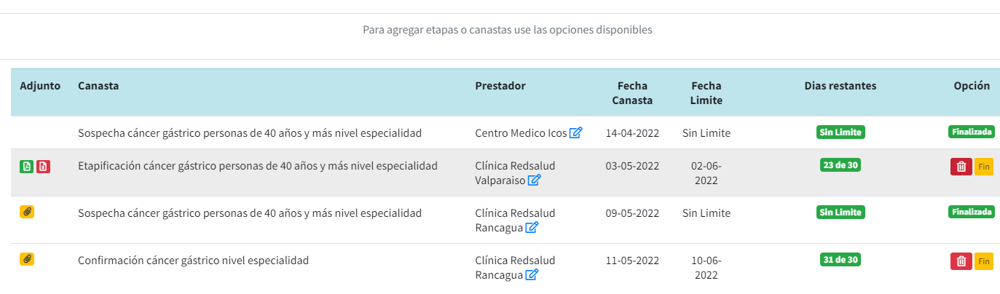 Para agregar etapas o canastas use las opciones disponibles
Adjunto Canasta Prestador Fecha Canasta Fecha Limite Dias restantes Opción
Sospecha cáncer gástrico personas de 40 años y más nivel especialidad Centro Medico Icos 14-04-2022 Sin Limite Sin Limite Finalizada
Etapificación cáncer gástrico personas de 40 años y más nivel especialidad Clínica Redsalud Valparaiso 03-05-2022 02-06-2022 23 de 30 Fin
Sospecha cáncer gástrico personas de 40 años y más nivel especialidad Clínica Redsalud Rancagua 09-05-2022 Sin Limite Sin Limite Finalizada
Confirmación cáncer gástrico nivel especialidad Clínica Redsalud Rancagua 11-05-2022 10-06-2022 31 de 30 Fin